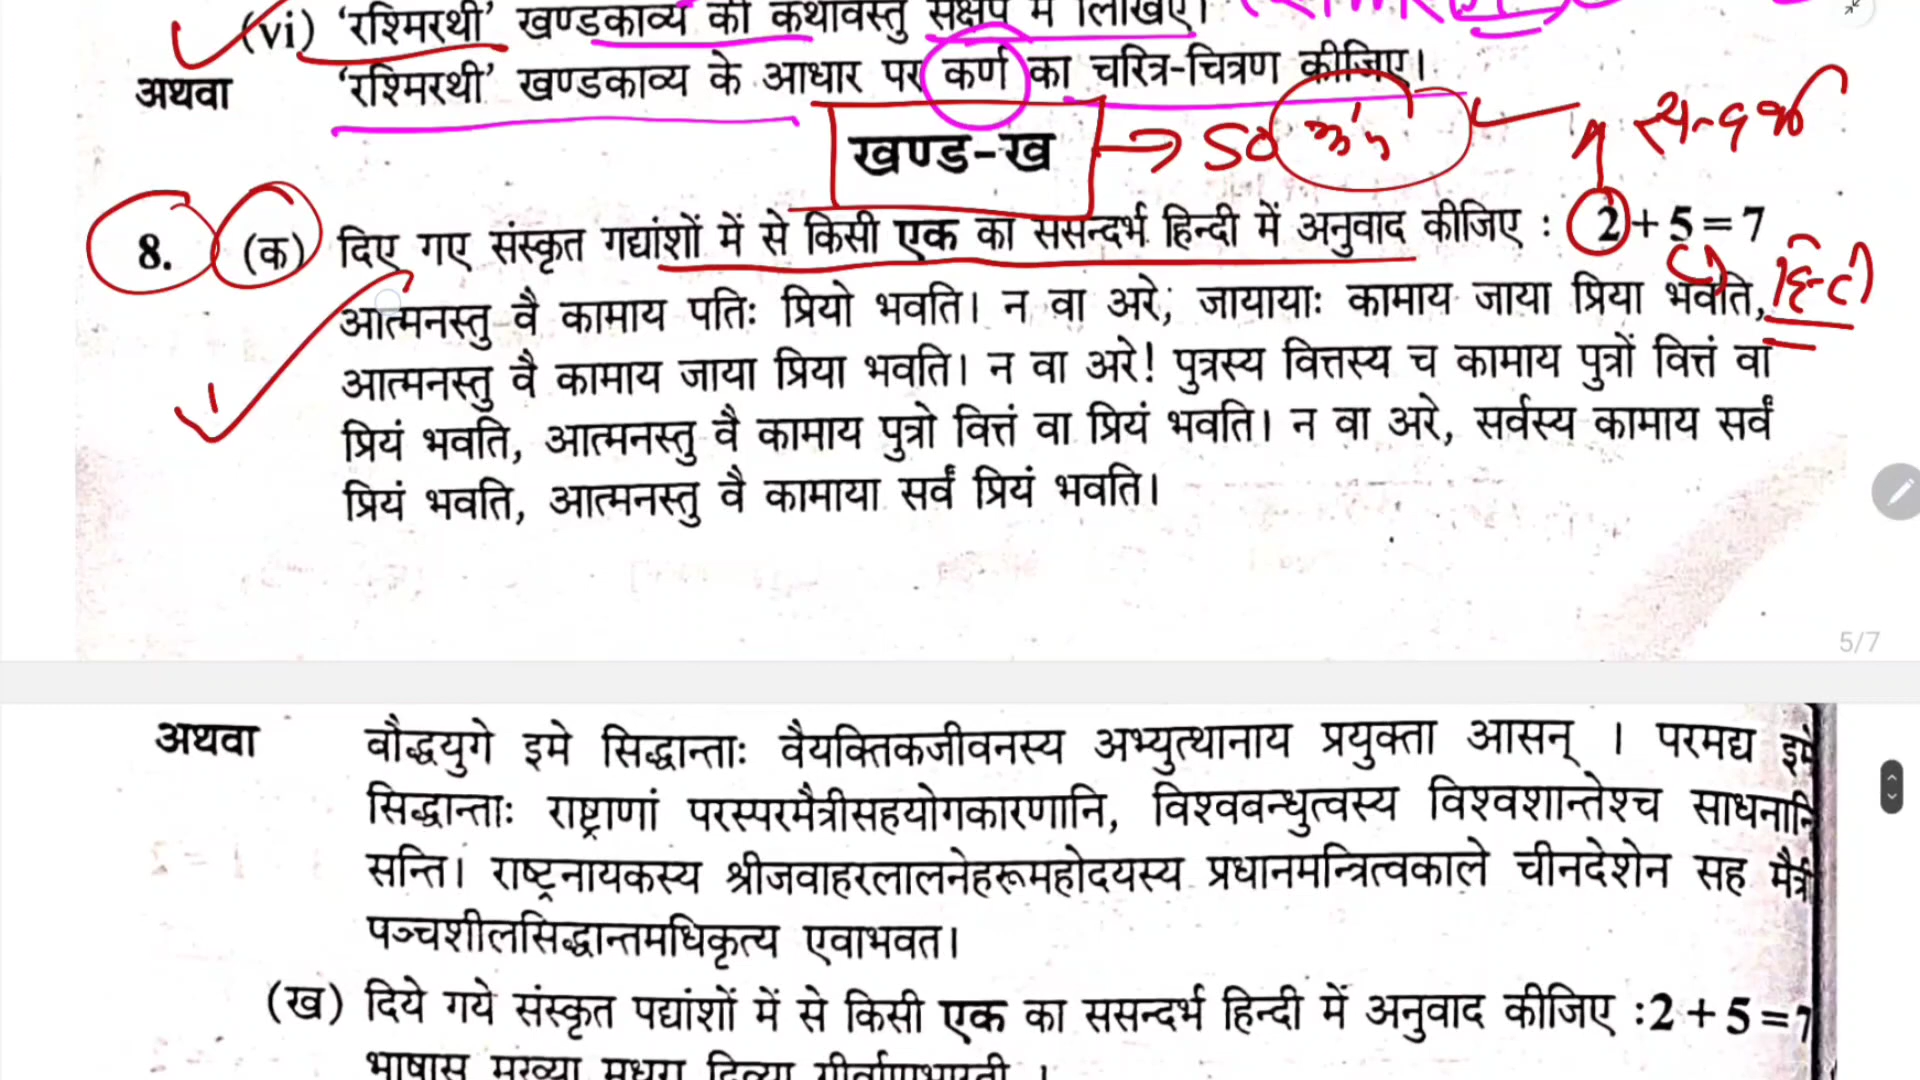 (vi) 'रश्मिरथी' खण्डकाव्य की कथावस्तु संक्षेप में लिखिए।
अथवा 'रश्मिरथी' खण्डकाव्य के आधार पर कर्ण का चरित्र-चित्रण कीजिए।
खण्ड-ख 50 अंक सन्दर्भ
8. (क) दिए गए संस्कृत गद्यांशों में से किसी एक का ससन्दर्भ हिन्दी में अनुवाद कीजिए : 2+5=7
आत्मनस्तु वै कामाय पतिः प्रियो भवति। न वा अरे, जायायाः कामाय जाया प्रिया भवति,
आत्मनस्तु वै कामाय जाया प्रिया भवति। न वा अरे! पुत्रस्य वित्तस्य च कामाय पुत्रों वित्तं वा
प्रियं भवति, आत्मनस्तु वै कामाय पुत्रो वित्तं वा प्रियं भवति। न वा अरे, सर्वस्य कामाय सर्वं
प्रियं भवति, आत्मनस्तु वै कामाया सर्वं प्रियं भवति।
5/7
अथवा वौद्धयुगे इमे सिद्धान्ताः वैयक्तिकजीवनस्य अभ्युत्थानाय प्रयुक्ता आसन् । परमद्य इमे
सिद्धान्ताः राष्ट्राणां परस्परमैत्रीसहयोगकारणानि, विश्वबन्धुत्वस्य विश्वशान्तेश्च साधनानि
सन्ति। राष्ट्रनायकस्य श्रीजवाहरलालनेहरूमहोदयस्य प्रधानमन्त्रित्वकाले चीनदेशेन सह मैत्री
पञ्चशीलसिद्धान्तमधिकृत्य एवाभवत।
(ख) दिये गये संस्कृत पद्यांशों में से किसी एक का ससन्दर्भ हिन्दी में अनुवाद कीजिए :2+5=7
भाषासु मुख्या मधुरा दिव्या गीर्वाणभारती ।